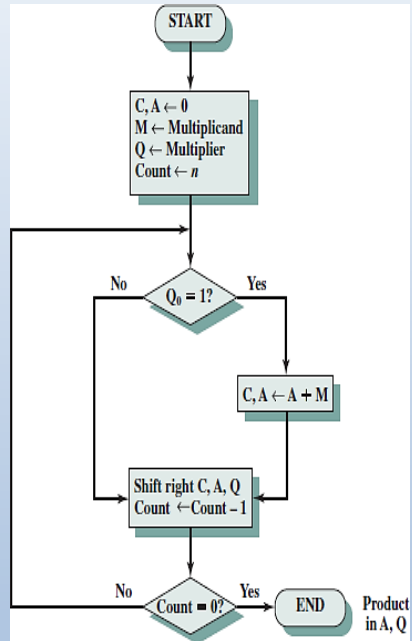 START
C, A ← 0
M ← Multiplicand
Q ← Multiplier
Count ← n
No
Yes
Q₀ = 1?
C, A ← A + M
Shift right C, A, Q
Count ← Count – 1
No
Yes
Count = 0?
END
Product
in A, Q